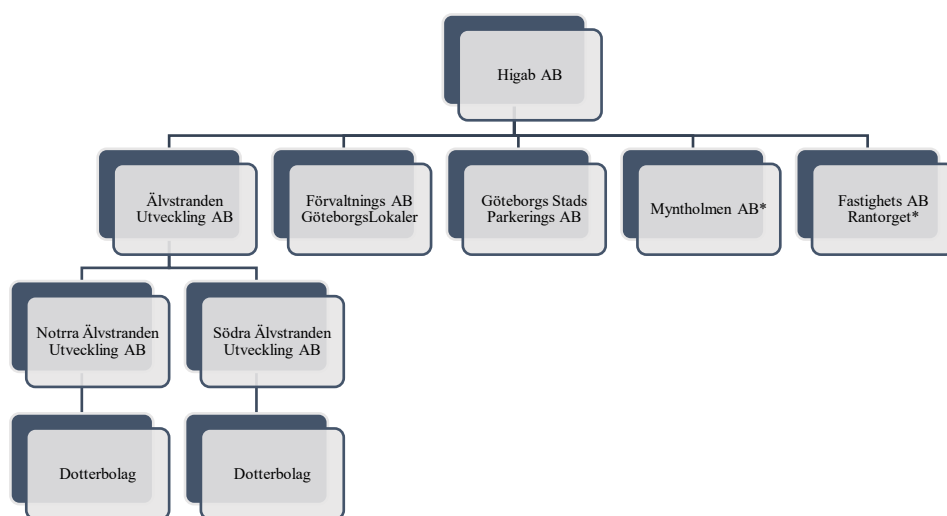 Higab AB
Älvstranden
Utveckling AB
Förvaltnings AB
GöteborgsLokaler
Göteborgs Stads
Parkerings AB
Myntholmen AB*
Fastighets AB
Rantorget*
Notrra Älvstranden
Utveckling AB
Södra Älvstranden
Utveckling AB
Dotterbolag
Dotterbolag